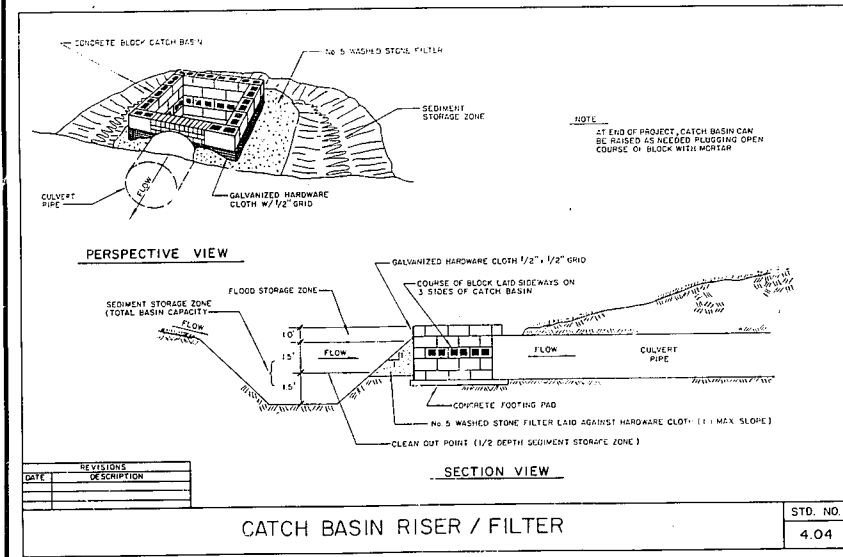 CONCRETE BLOCK CATCH BASIN
No. 5 WASHED STONE FILTER
SEDIMENT
STORAGE ZONE
NOTE
AT END OF PROJECT, CATCH BASIN CAN
BE RAISED AS NEEDED PLUGGING OPEN
COURSE OF BLOCK WITH MORTAR
CULVERT
PIPE
FLOW
GALVANIZED HARDWARE
CLOTH W/ 1/2" GRID
PERSPECTIVE VIEW
GALVANIZED HARDWARE CLOTH 1/2", 1/2" GRID
COURSE OF BLOCK LAID SIDEWAYS ON
3 SIDES OF CATCH BASIN
FLOOD STORAGE ZONE
SEDIMENT STORAGE ZONE
(TOTAL BASIN CAPACITY
FLOW
1.0'
1.5'
1.5'
FLOW
FLOW
CULVERT
PIPE
CONCRETE FOOTING PAD
No. 5 WASHED STONE FILTER LAID AGAINST HARDWARE CLOTH (1:1 MAX SLOPE)
CLEAN OUT POINT (1/2 DEPTH SEDIMENT STORAGE ZONE)
SECTION VIEW
REVISIONS
DATE DESCRIPTION
CATCH BASIN RISER / FILTER
STD. NO.
4.04